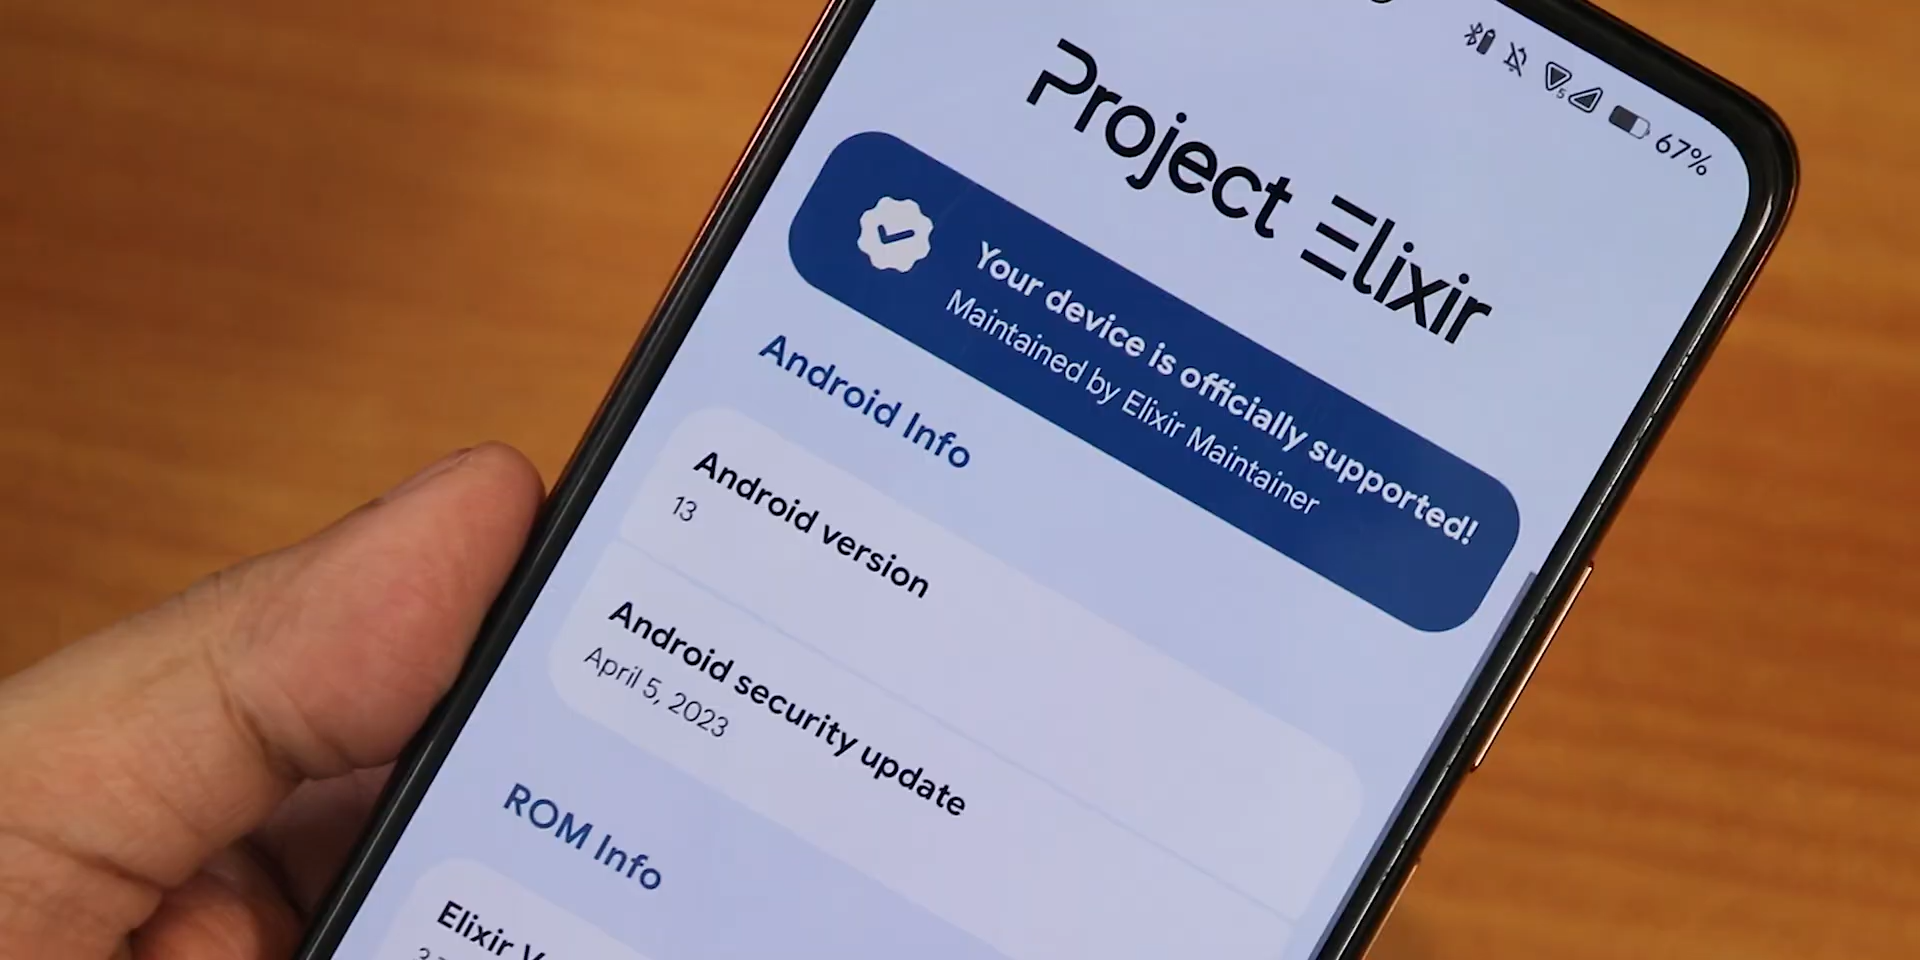 67%
Project Elixir
Your device is officially supported!
Maintained by Elixir Maintainer
Android Info
Android version
13
Android security update
April 5, 2023
ROM Info
Elixir